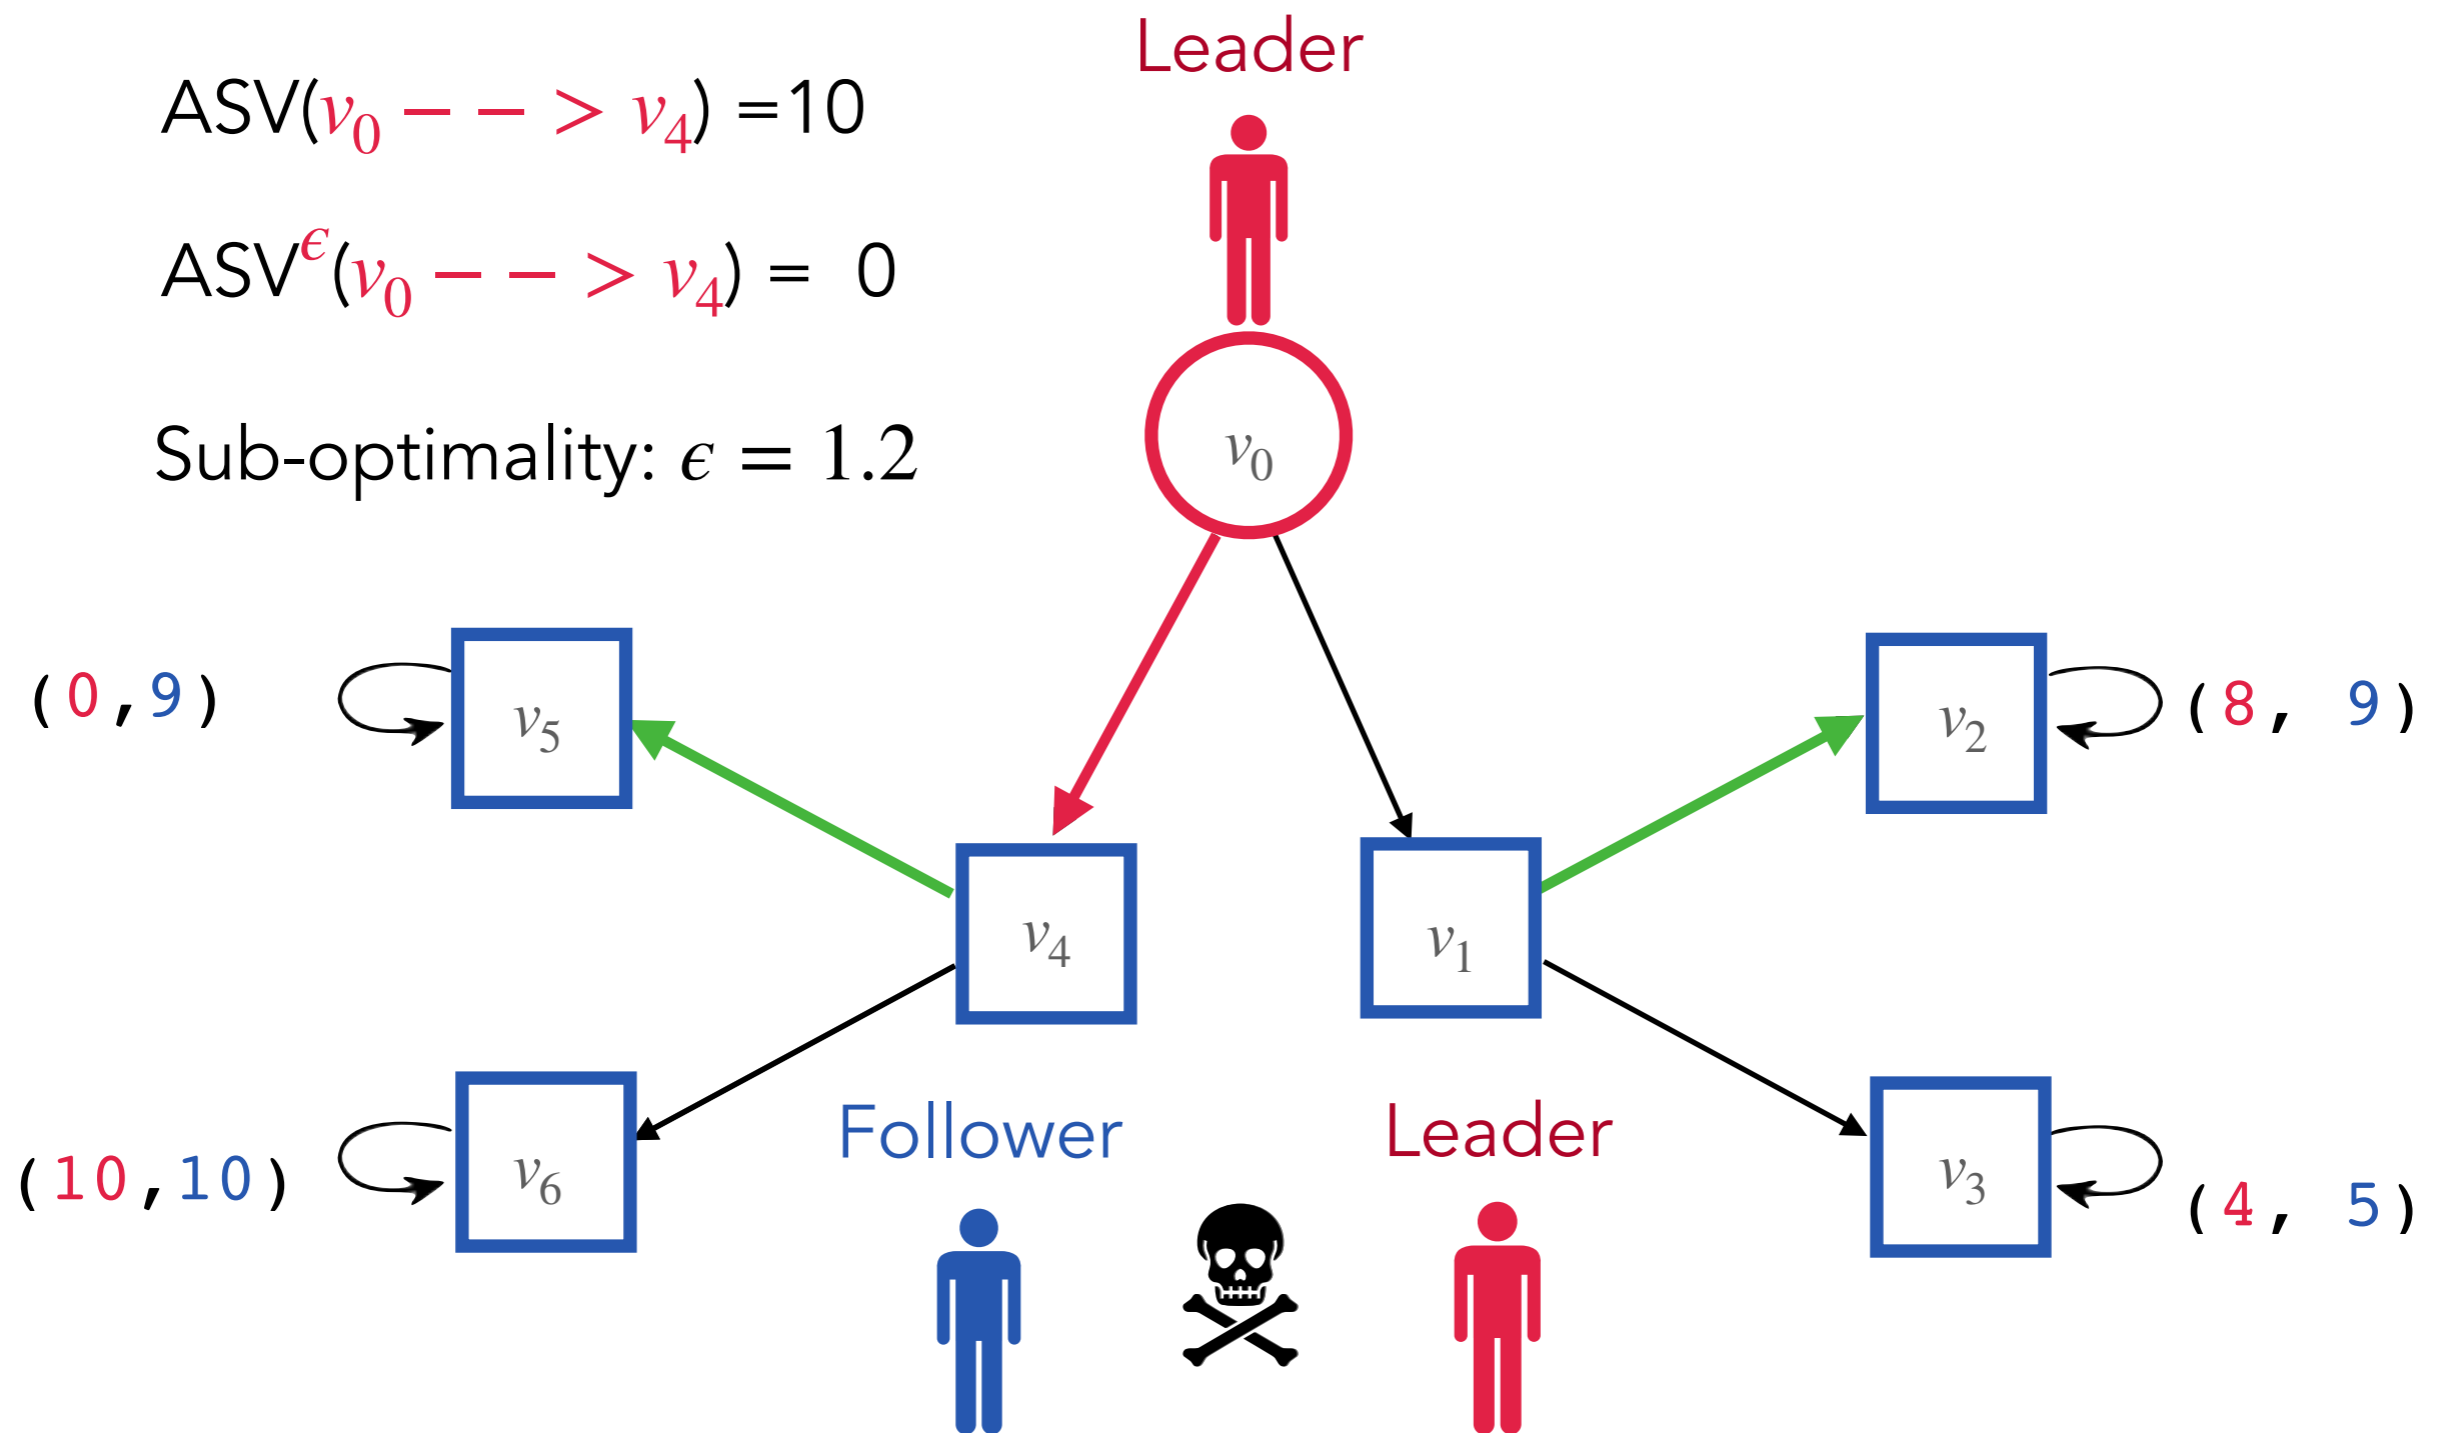 Leader
ASV(v0 – – > v4) =10
ASVϵ(v0 – – > v4) = 0
Sub-optimality: ϵ = 1.2
v0
(0,9)
v5
v2
(8, 9)
v4
v1
Follower
Leader
(10,10)
v6
v3
(4, 5)